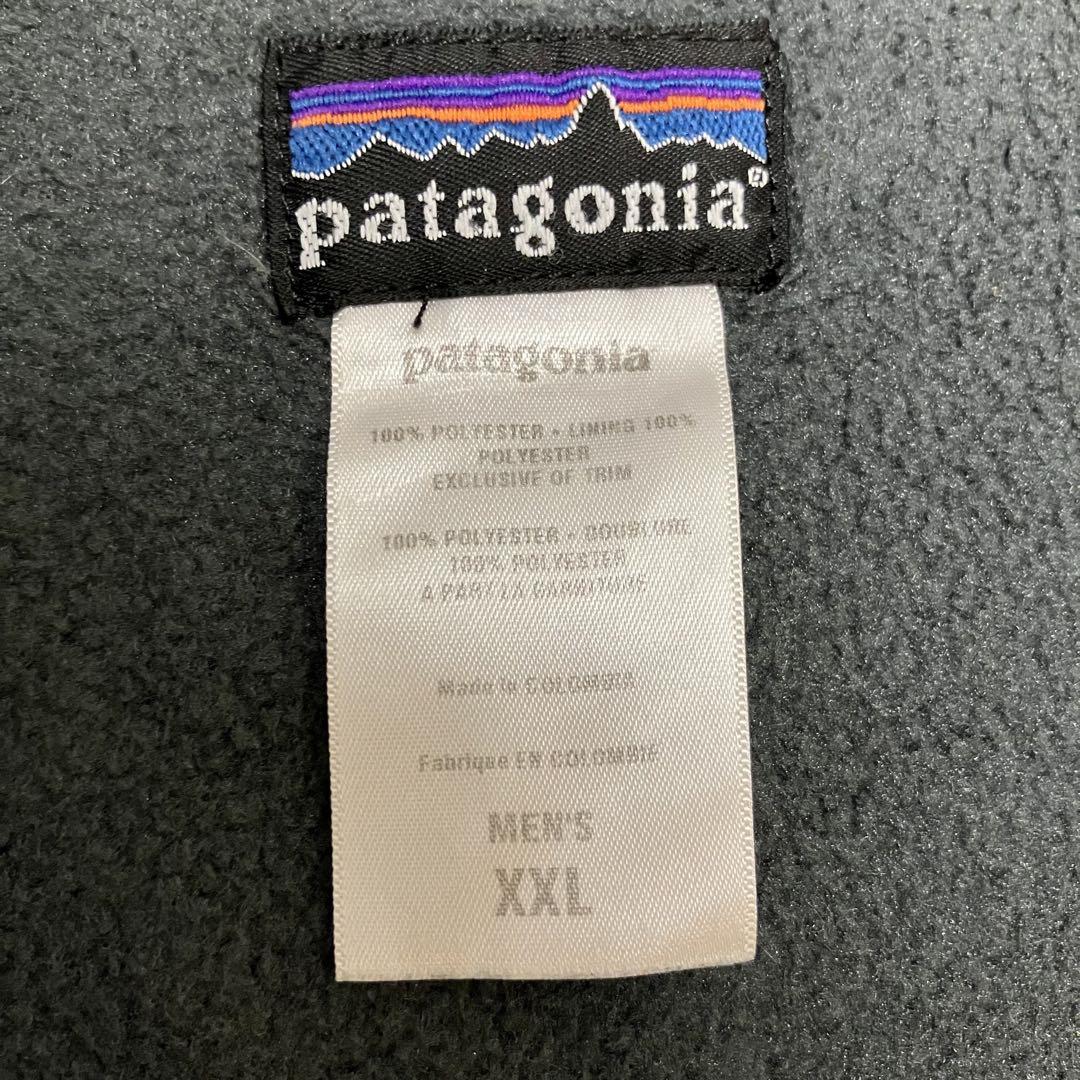 patagonia®
patagonia
100% POLYESTER - LINING 100%
POLYESTER
EXCLUSIVE OF TRIM
100% POLYESTER - DOUBLURE
100% POLYESTER
A PART LA GARNITURE
Made in COLOMBIA
Fabrique EN COLOMBIE
MEN'S
XXL